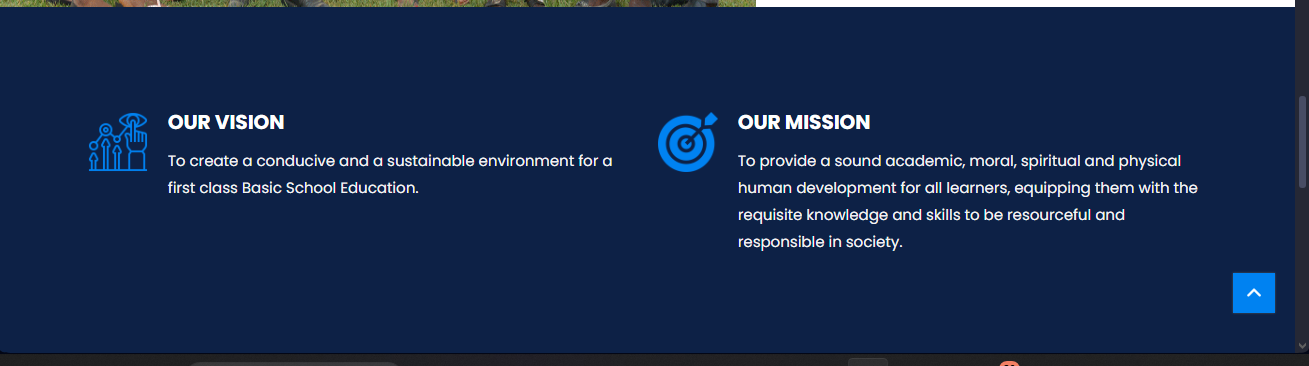 OUR VISION
To create a conducive and a sustainable environment for a
first class Basic School Education.
OUR MISSION
To provide a sound academic, moral, spiritual and physical
human development for all learners, equipping them with the
requisite knowledge and skills to be resourceful and
responsible in society.